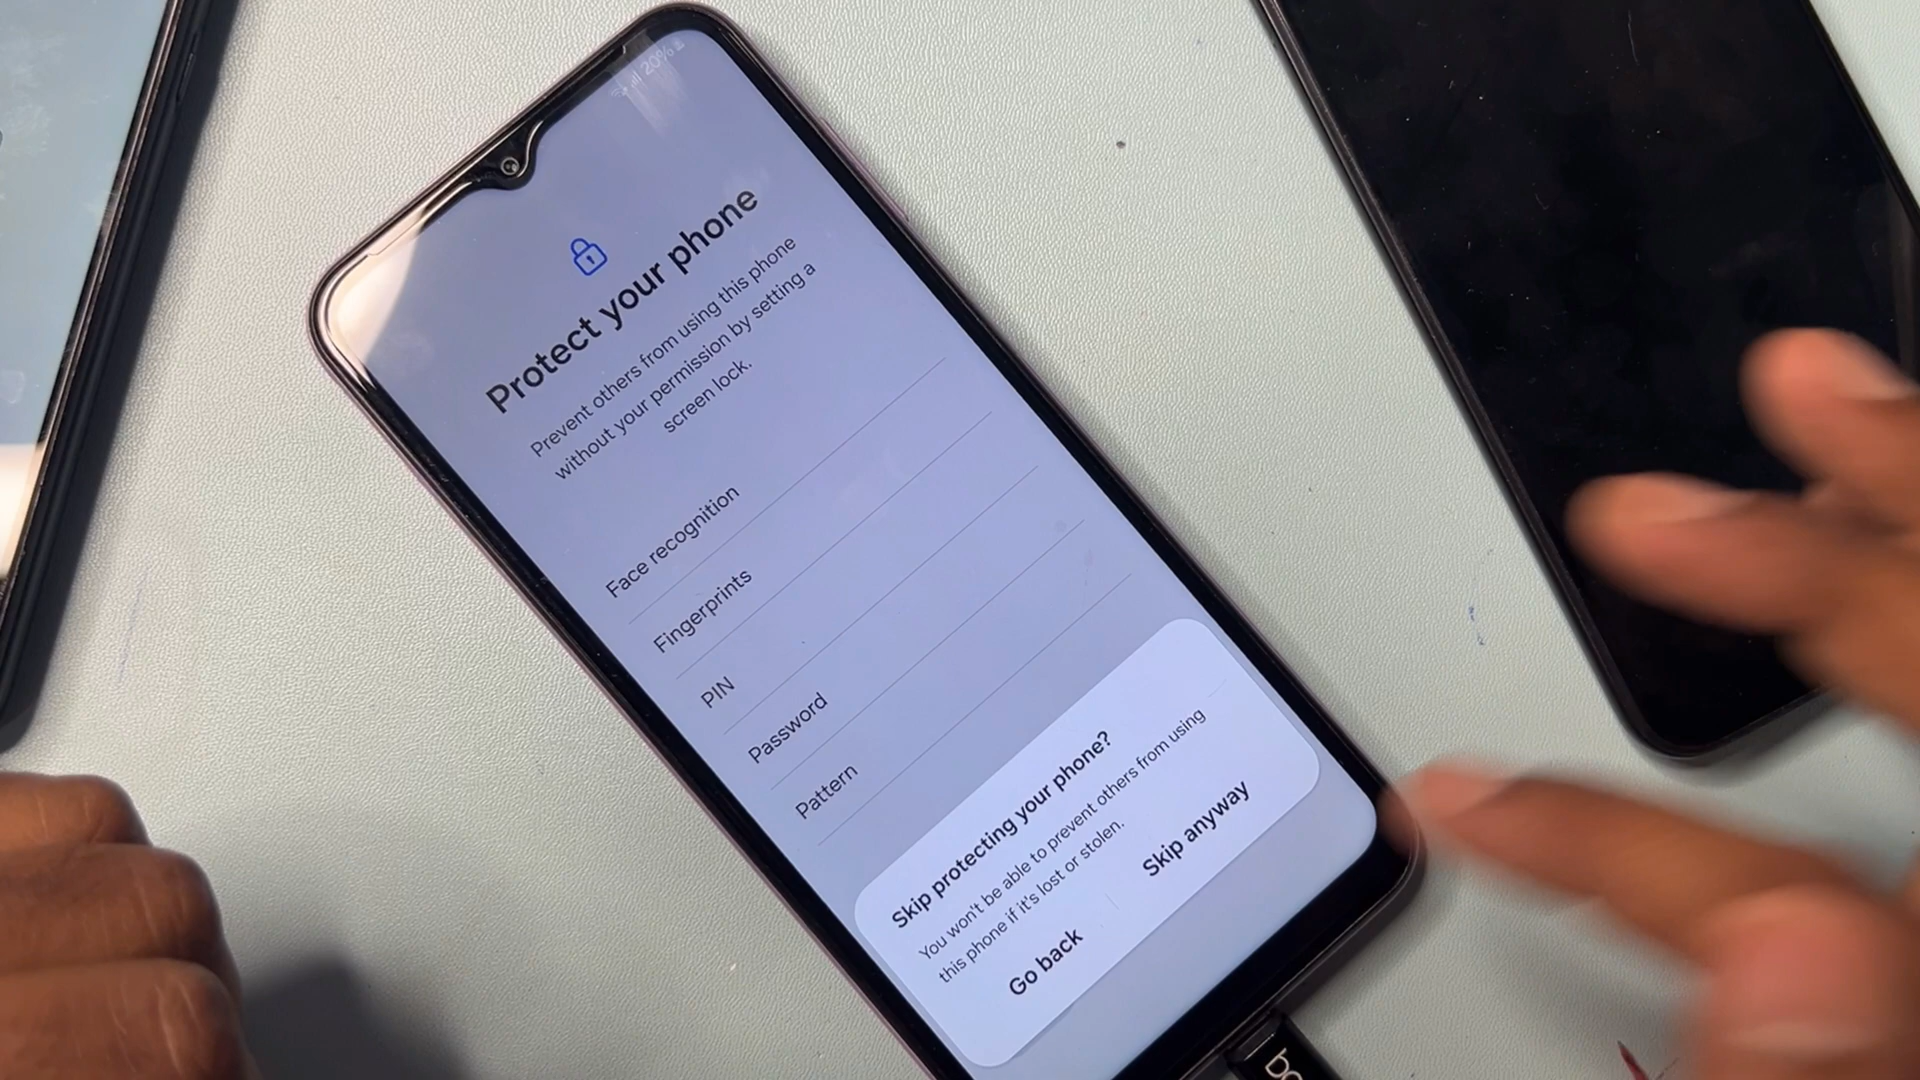 20%
Protect your phone
Prevent others from using this phone
without your permission by setting a
screen lock.
Face recognition
Fingerprints
PIN
Password
Pattern
Skip protecting your phone?
You won't be able to prevent others from using
this phone if it's lost or stolen.
Go back
Skip anyway